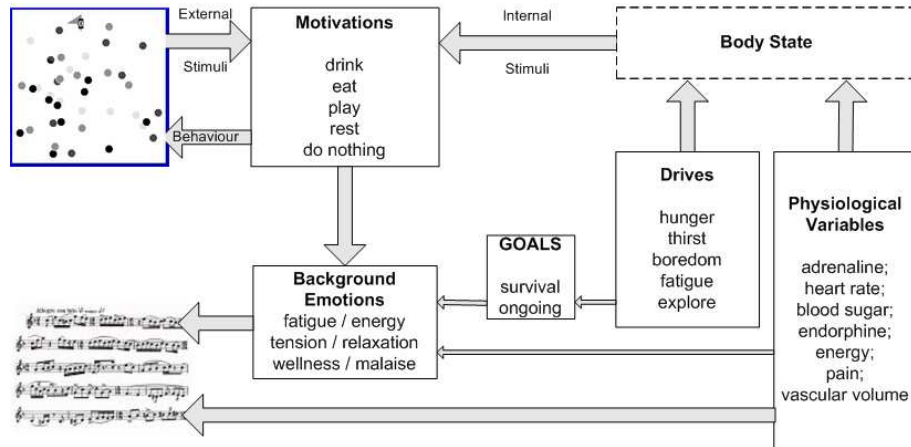 External
Stimuli
Behaviour
Motivations
drink
eat
play
rest
do nothing
Internal
Stimuli
Body State
Drives
hunger
thirst
boredom
fatigue
explore
Physiological
Variables
adrenaline;
heart rate;
blood sugar;
endorphine;
energy;
pain;
vascular volume
GOALS
survival
ongoing
Background
Emotions
fatigue / energy
tension / relaxation
wellness / malaise